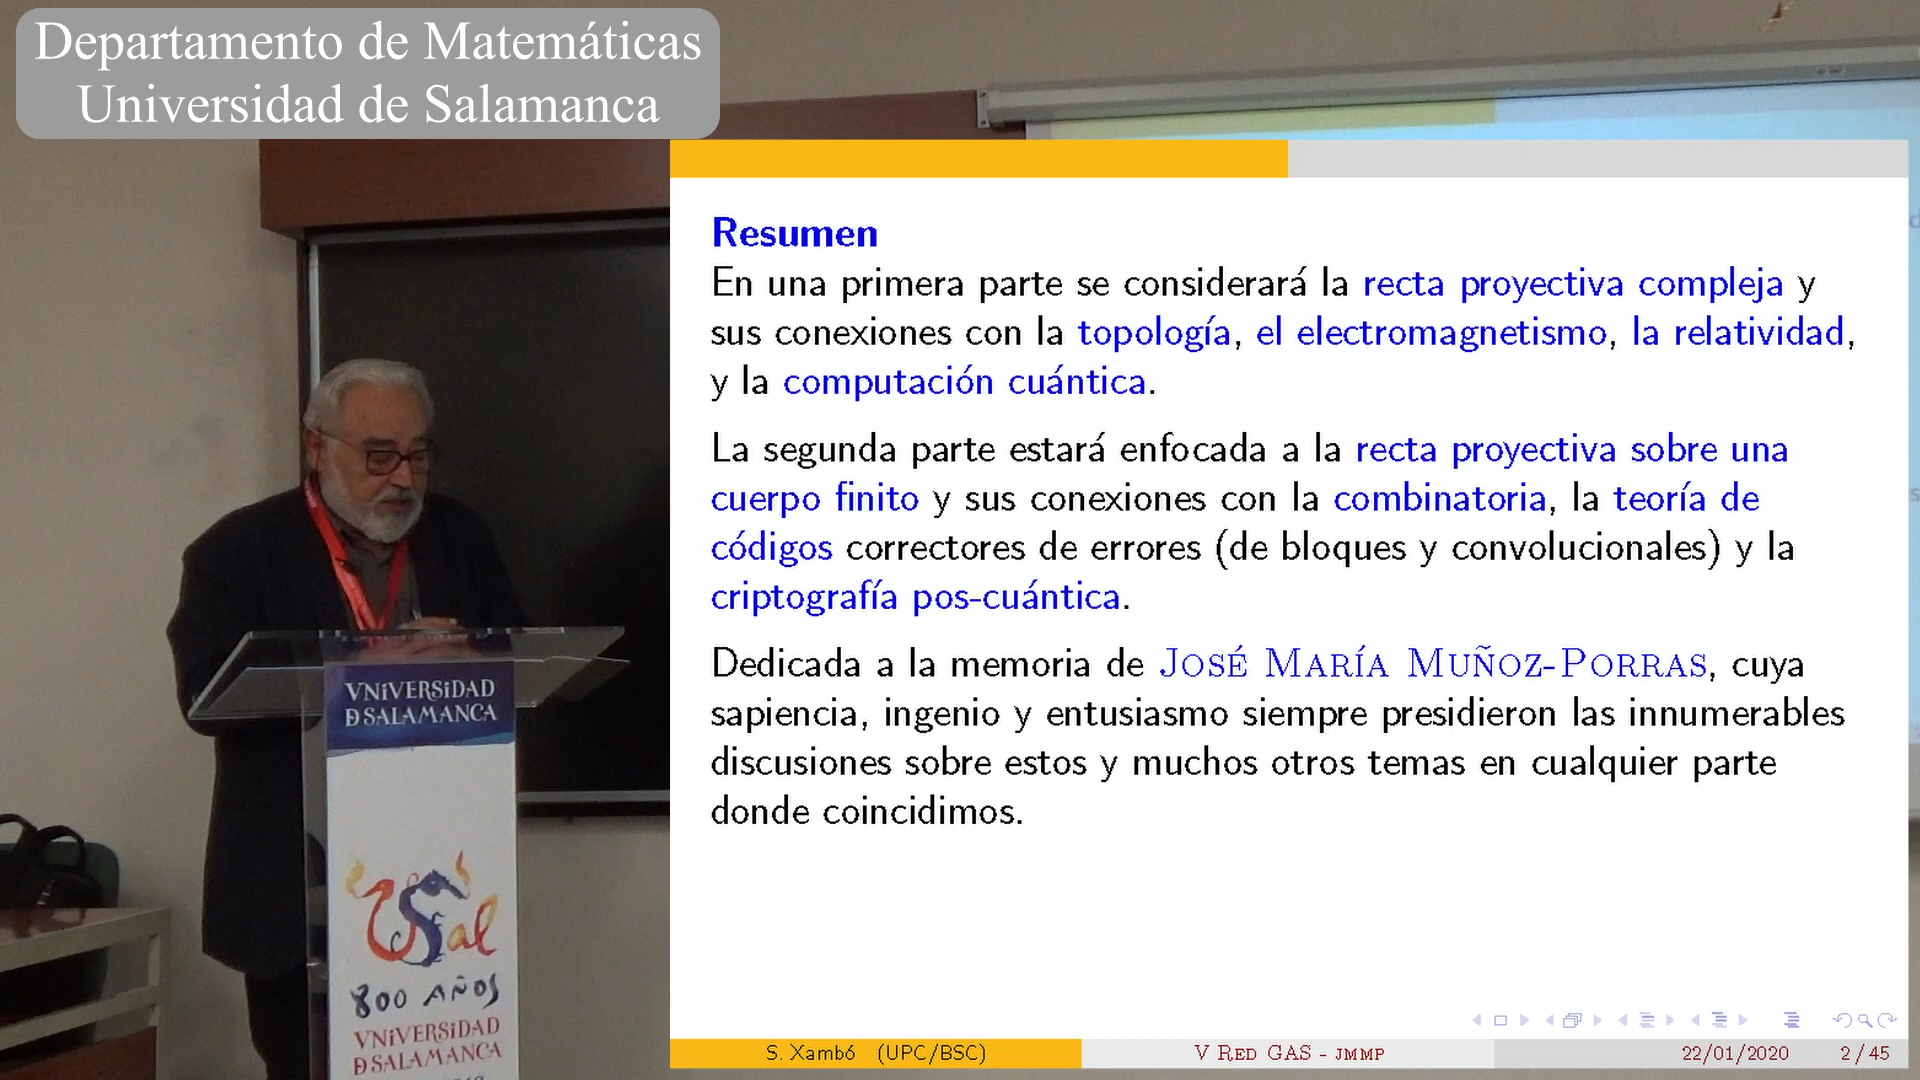 Departamento de Matemáticas
Universidad de Salamanca
Resumen
En una primera parte se considerará la recta proyectiva compleja y
sus conexiones con la topología, el electromagnetismo, la relatividad,
y la computación cuántica.
La segunda parte estará enfocada a la recta proyectiva sobre una
cuerpo finito y sus conexiones con la combinatoria, la teoría de
códigos correctores de errores (de bloques y convolucionales) y la
criptografía pos-cuántica.
Dedicada a la memoria de JOSÉ MARÍA MUÑOZ-PORRAS, cuya
sapiencia, ingenio y entusiasmo siempre presidieron las innumerables
discusiones sobre estos y muchos otros temas en cualquier parte
donde coincidimos.
S. Xambó (UPC/BSC)
V RED GAS - JMMP
22/01/2020
2 / 45
VNiVERSiDAD
Ð SALAMANCA
USal
800 AÑOS
VNiVERSiDAD
Ð SALAMANCA